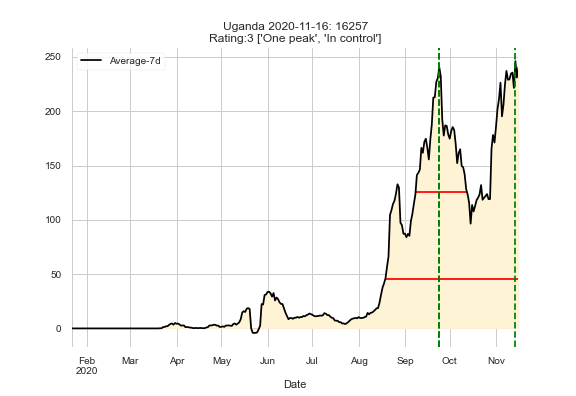 Uganda 2020-11-16: 16257
Rating:3 ['One peak', 'In control']
Average-7d
250
200
150
100
50
0
Feb Mar Apr May Jun Jul Aug Sep Oct Nov
2020
Date